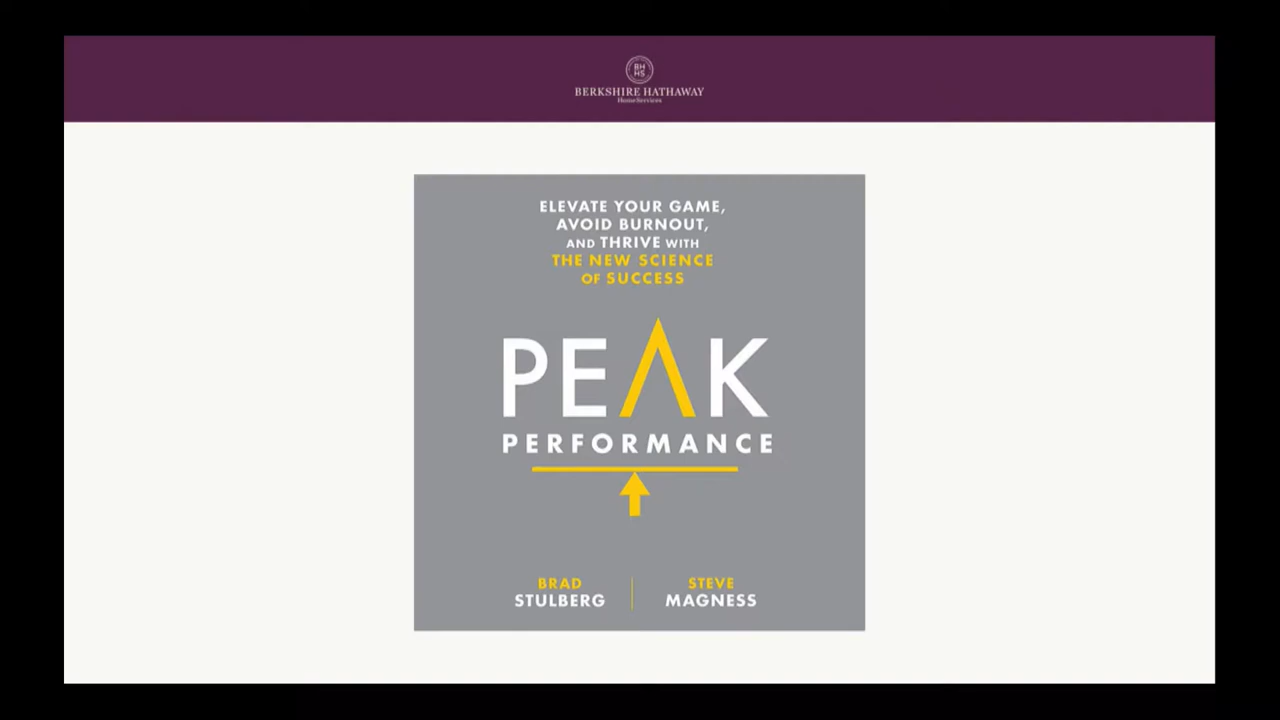 BH
HS
BERKSHIRE HATHAWAY
HomeServices
ELEVATE YOUR GAME,
AVOID BURNOUT,
AND THRIVE WITH
THE NEW SCIENCE
OF SUCCESS
PEAK
PERFORMANCE
BRAD STULBERG
STEVE MAGNESS